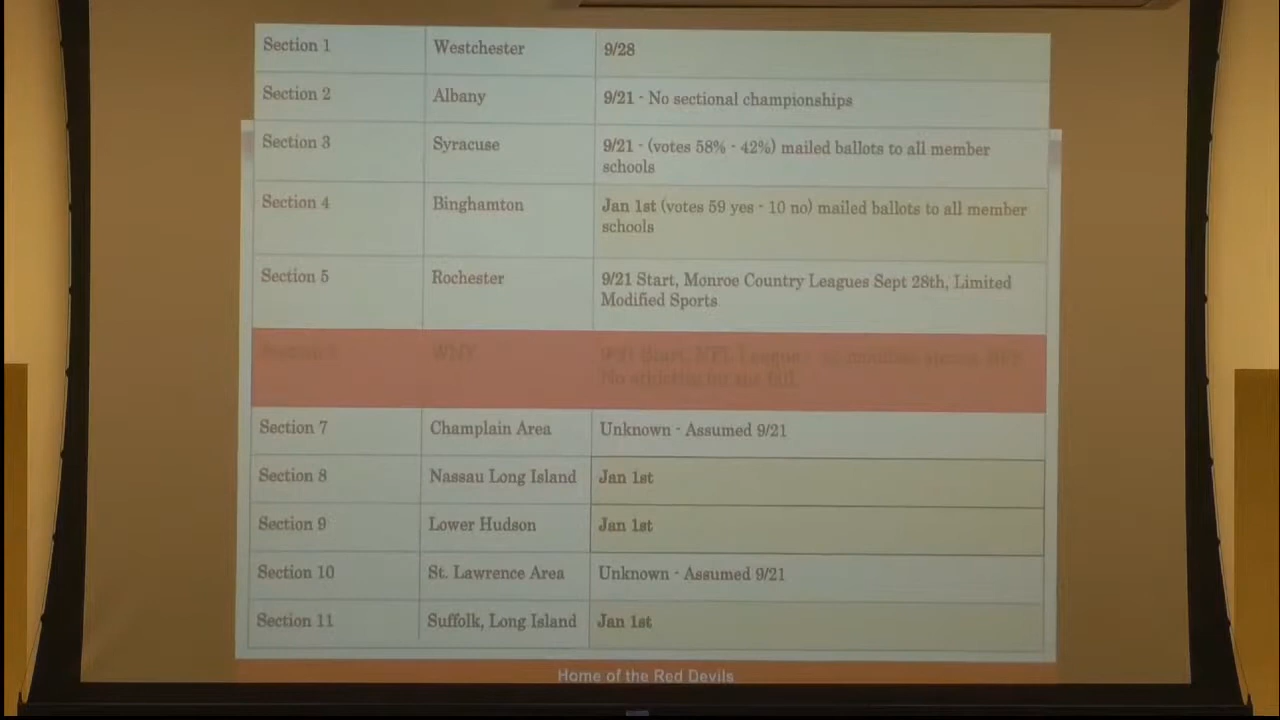 Section 1 Westchester 9/28
Section 2 Albany 9/21 - No sectional championships
Section 3 Syracuse 9/21 - (votes 58% - 42%) mailed ballots to all member
schools
Section 4 Binghamton Jan 1st (votes 59 yes - 10 no) mailed ballots to all member
schools
Section 5 Rochester 9/21 Start, Monroe Country Leagues Sept 28th, Limited
Modified Sports
WNY 9/21 Start,
Section 7 Champlain Area Unknown - Assumed 9/21
Section 8 Nassau Long Island Jan 1st
Section 9 Lower Hudson Jan 1st
Section 10 St. Lawrence Area Unknown - Assumed 9/21
Section 11 Suffolk, Long Island Jan 1st
Home of the Red Devils